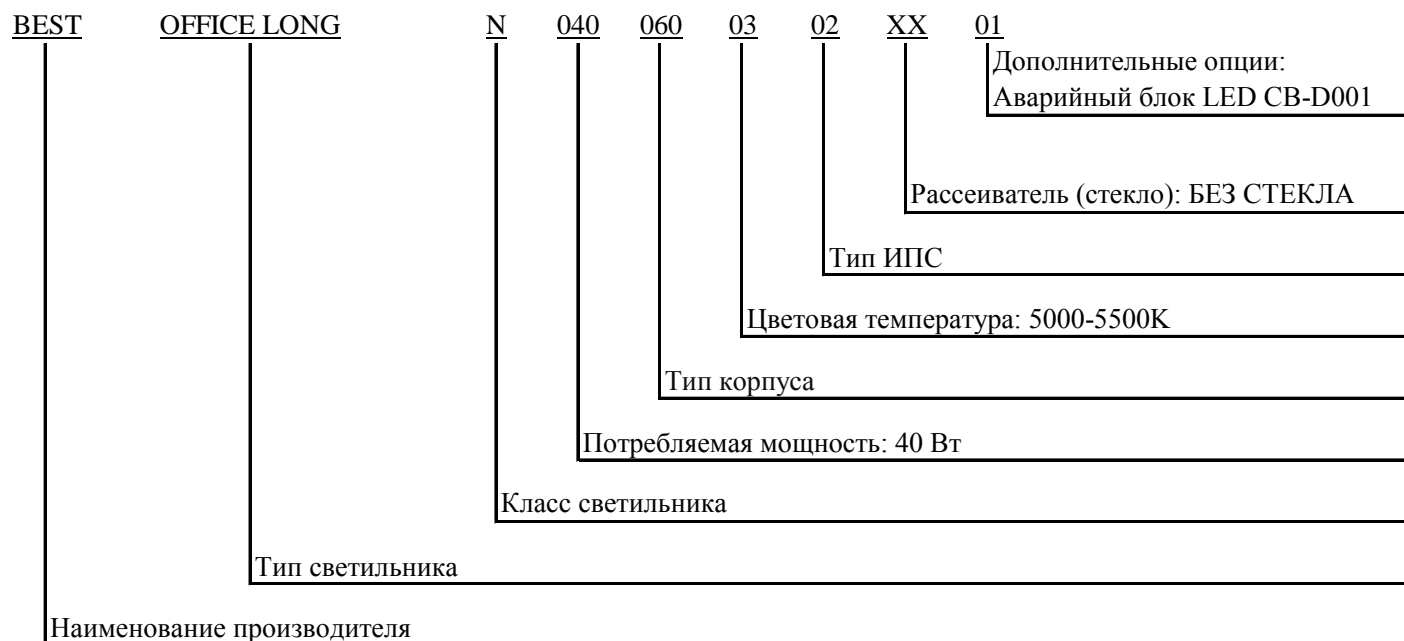 BEST OFFICE LONG N 040 060 03 02 XX 01
Дополнительные опции:
Аварийный блок LED CB-D001
Рассеиватель (стекло): БЕЗ СТЕКЛА
Тип ИПС
Цветовая температура: 5000-5500K
Тип корпуса
Потребляемая мощность: 40 Вт
Класс светильника
Тип светильника
Наименование производителя